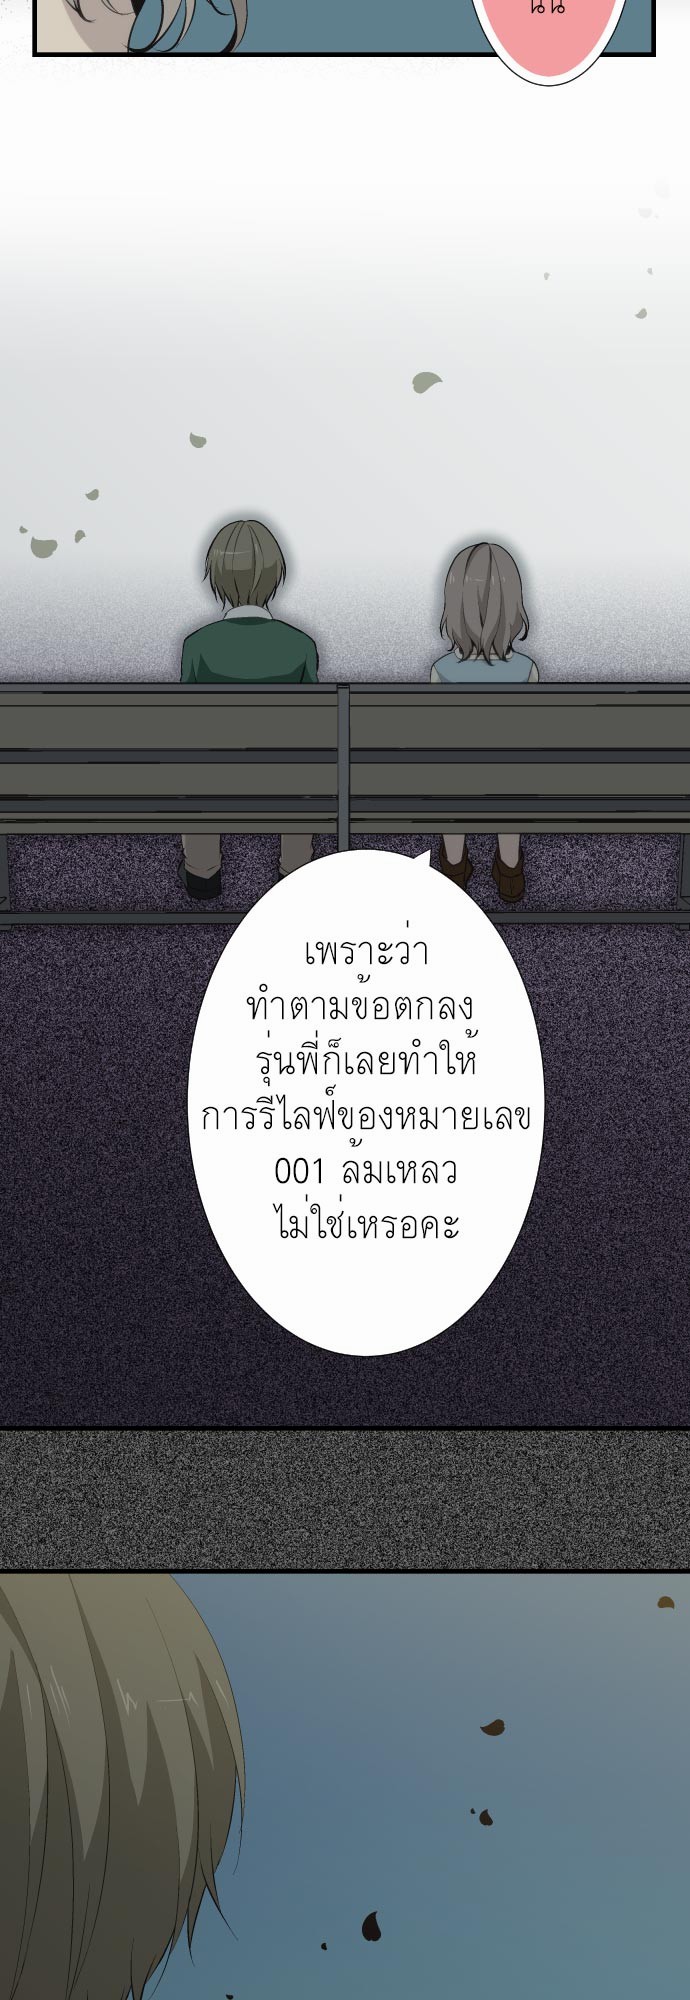 นั้น
เพราะว่า
ทำตามข้อตกลง
รุ่นพี่ก็เลยทำให้
การรีไลฟ์ของหมายเลข
001 ล้มเหลว
ไม่ใช่เหรอคะ